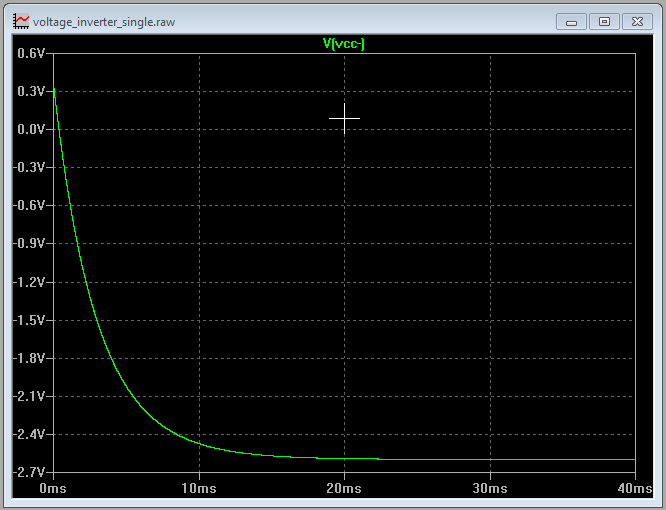 voltage_inverter_single.raw
V(vcc-)
0.6V
0.3V
0.0V
-0.3V
-0.6V
-0.9V
-1.2V
-1.5V
-1.8V
-2.1V
-2.4V
-2.7V
0ms 10ms 20ms 30ms 40ms